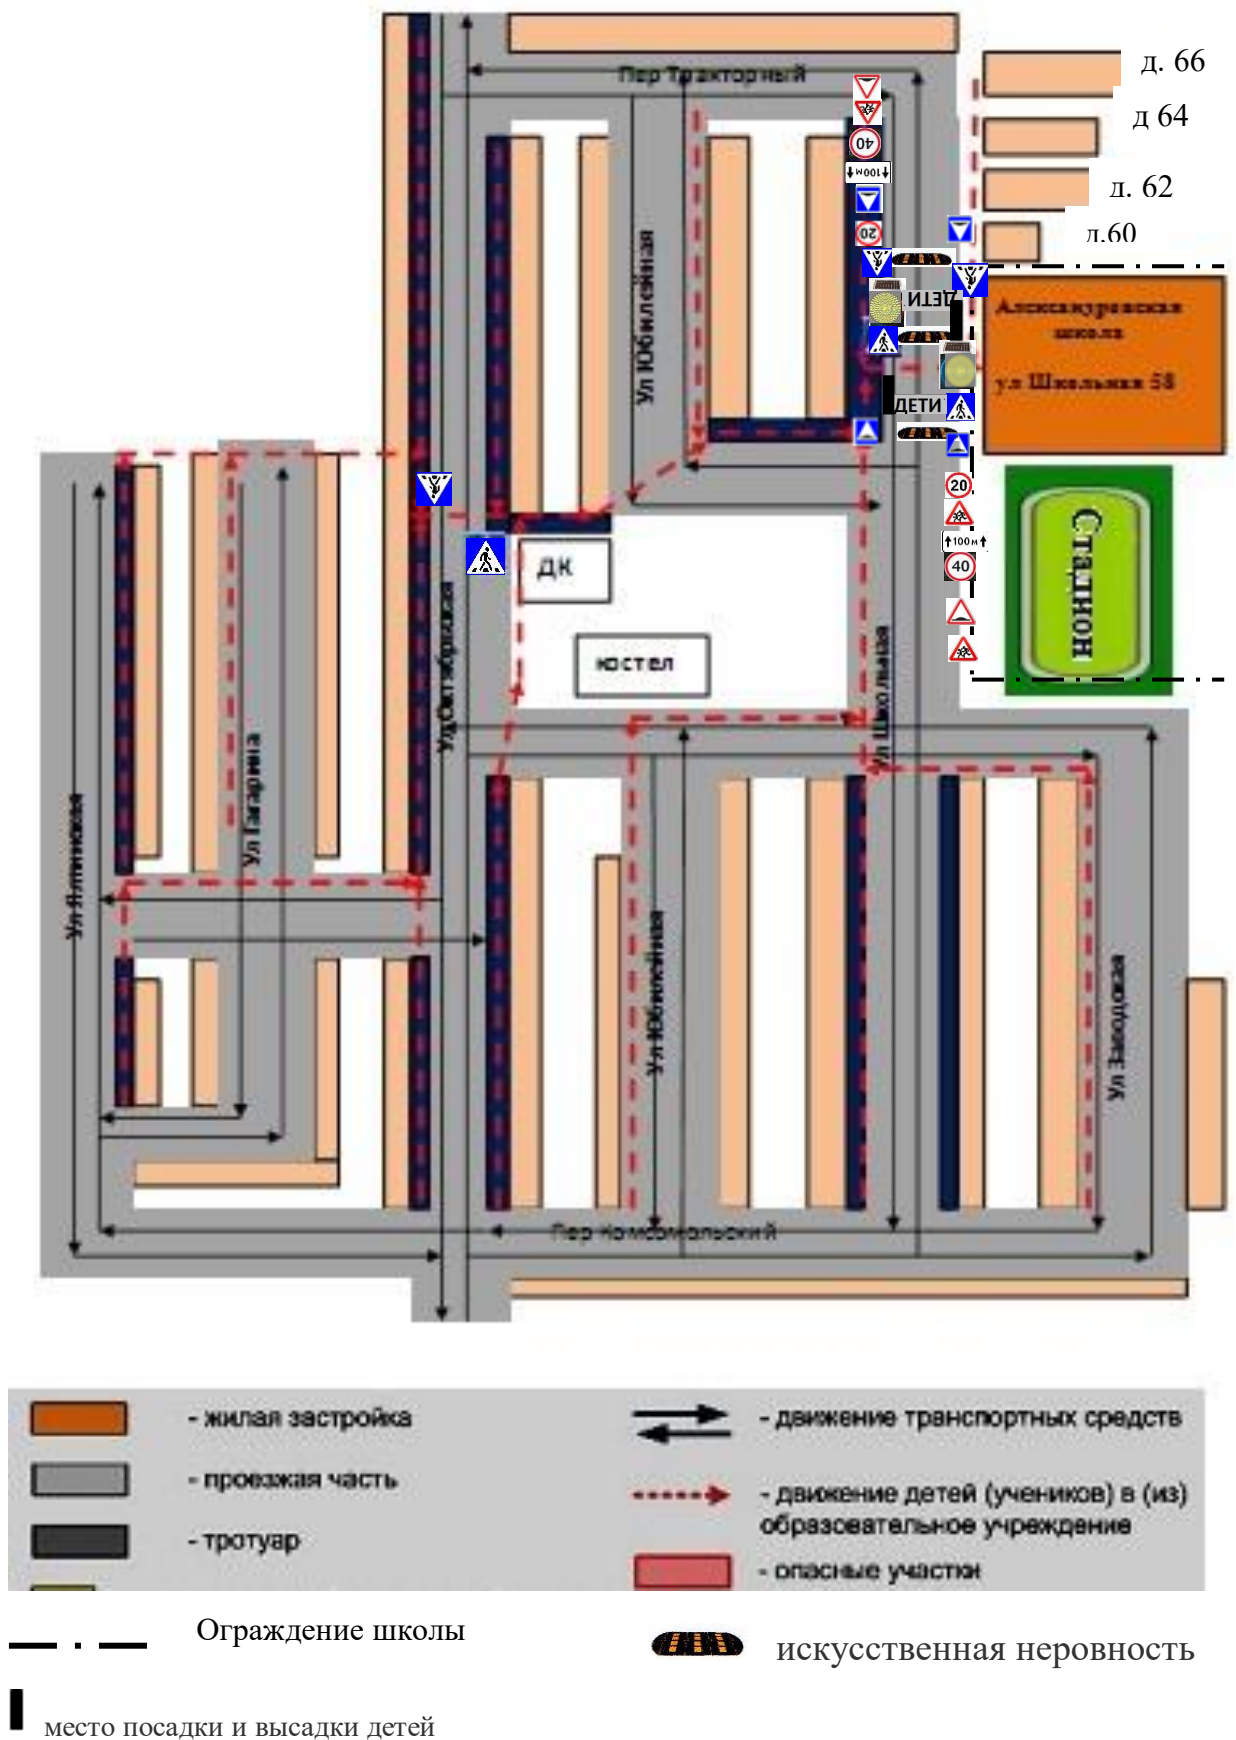 Пер Тракторный
д. 66
д 64
д. 62
д.60
40
100м
20
ДЕТИ
Александровская
школа
ул Школьная 58
ДЕТИ
20
100м
40
Стадион
Ул Юбилейная
ДК
костел
Ул Октябрьская
Ул Школьная
Ул Гагарина
Ул Ялтинская
Ул Юбилейная
Ул Заводская
Пер Комсомольский
- жилая застройка
- проезжая часть
- тротуар
- движение транспортных средств
- движение детей (учеников) в (из)
образовательное учреждение
- опасные участки
Ограждение школы
искусственная неровность
место посадки и высадки детей